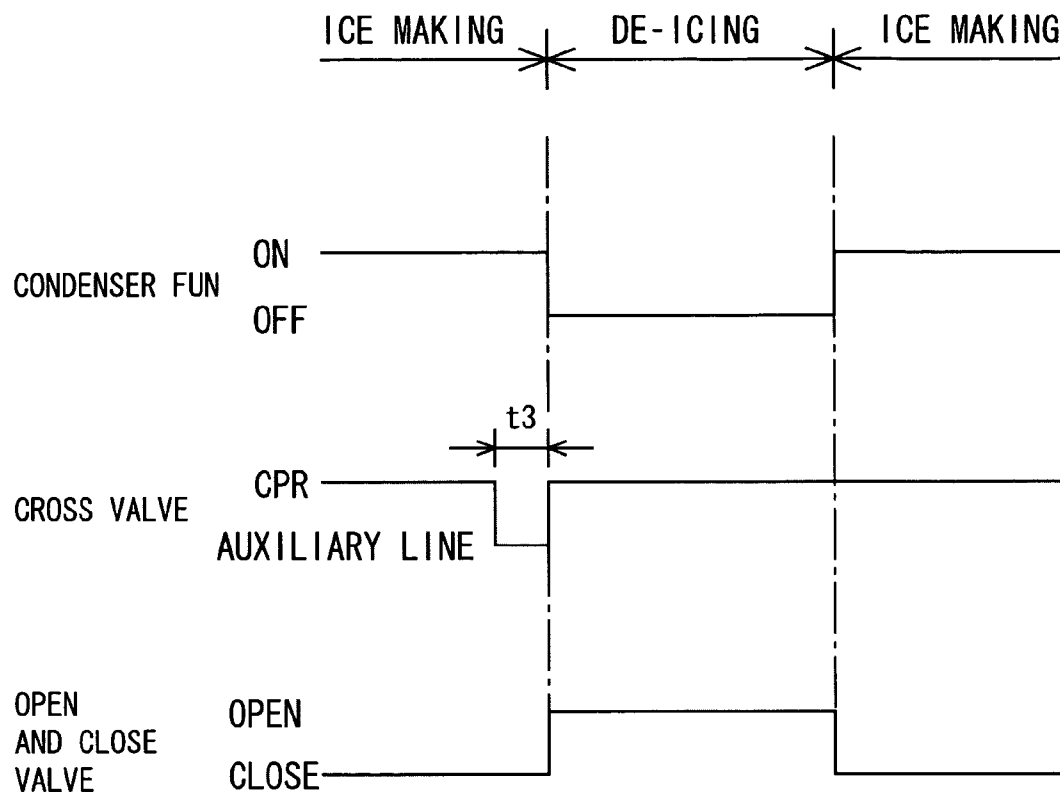 ICE MAKING DE-ICING ICE MAKING
ON
CONDENSER FUN
OFF
t3
CPR
CROSS VALVE
AUXILIARY LINE
OPEN
AND CLOSE
VALVE
OPEN
CLOSE